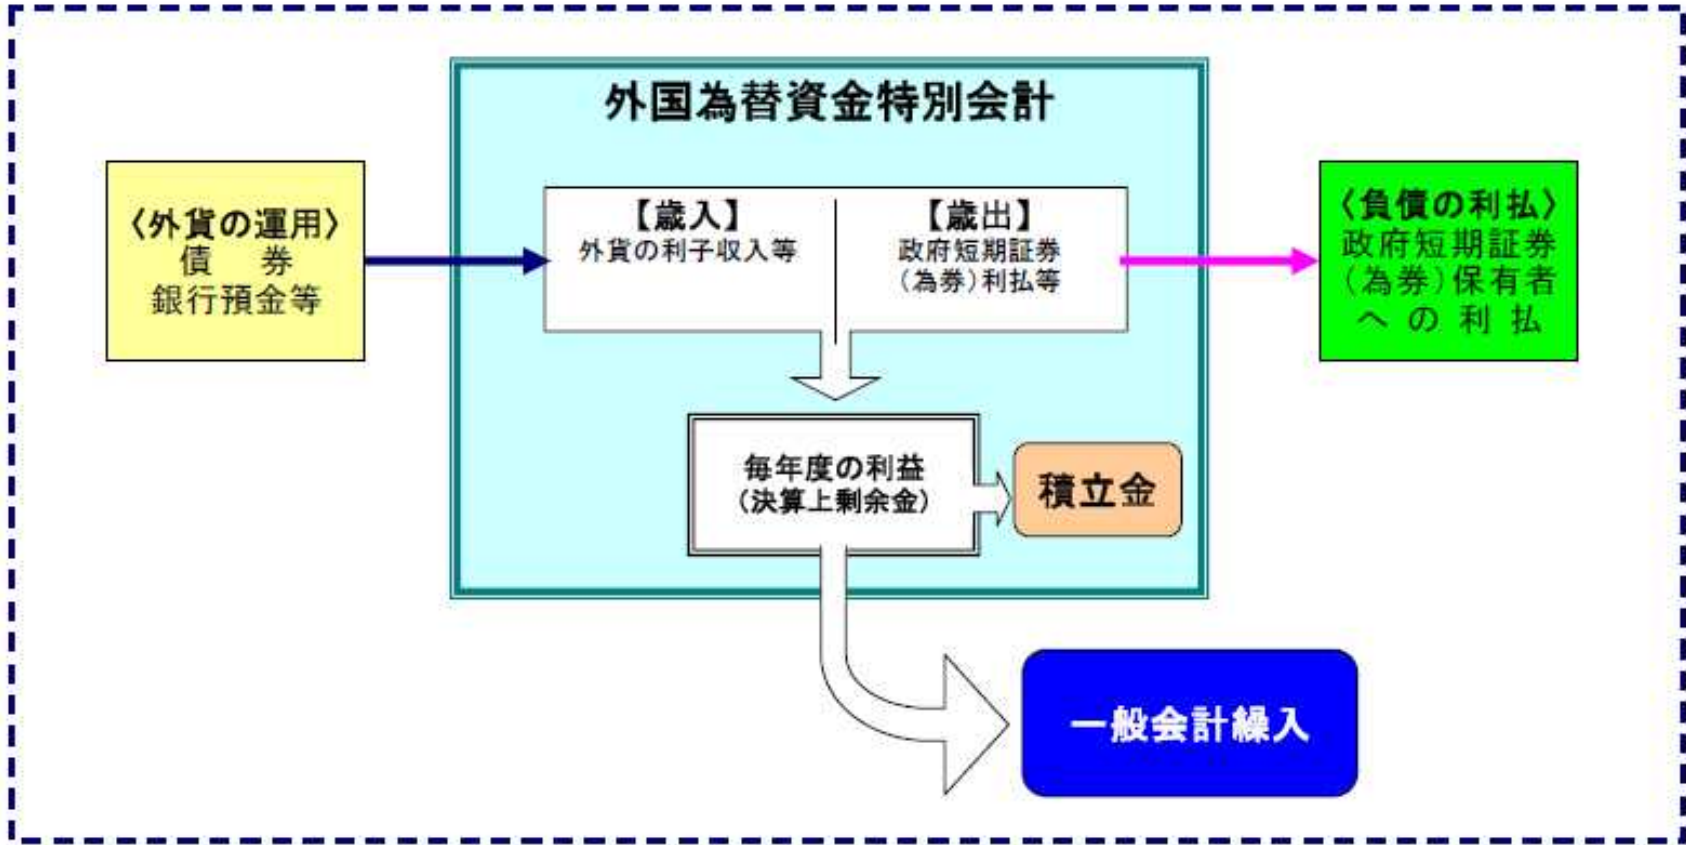 外国為替資金特別会計
〈外貨の運用〉
債 券
銀行預金等
【歳入】
外貨の利子収入等
【歳出】
政府短期証券
(為券)利払等
〈負債の利払〉
政府短期証券
(為券)保有者
へ の 利 払
毎年度の利益
(決算上剰余金)
積立金
一般会計繰入